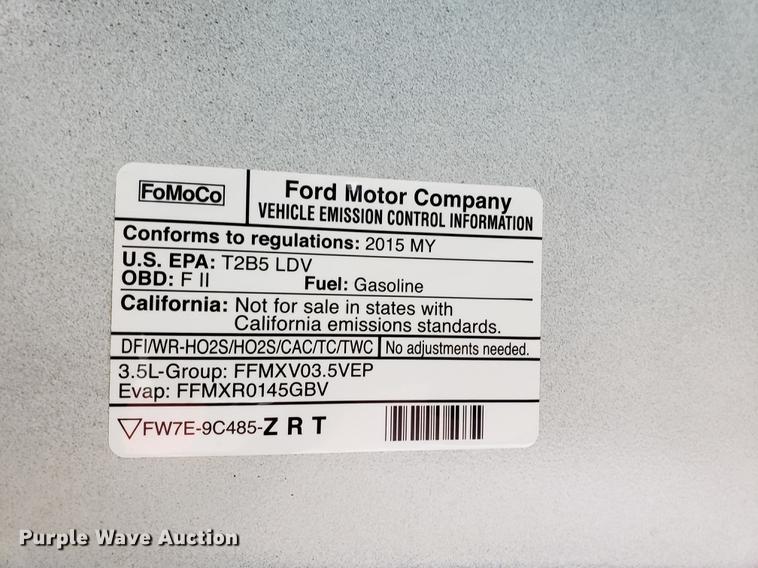 FoMoCo
Ford Motor Company
VEHICLE EMISSION CONTROL INFORMATION
Conforms to regulations: 2015 MY
U.S. EPA: T2B5 LDV
OBD: F II Fuel: Gasoline
California: Not for sale in states with
California emissions standards.
DFI/WR-HO2S/HO2S/CAC/TC/TWC No adjustments needed.
3.5L-Group: FFMXV03.5VEP
Evap: FFMXR0145GBV
FW7E-9C485-Z R T
Purple Wave Auction